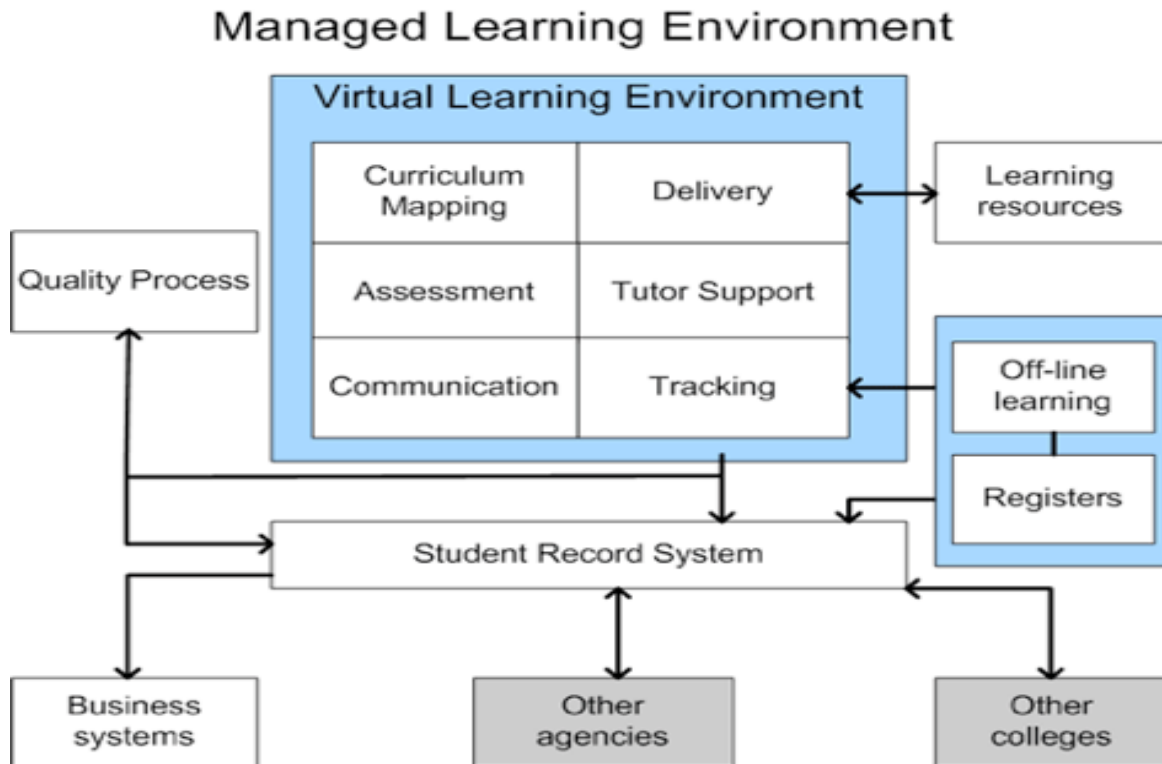 Managed Learning Environment
Virtual Learning Environment
Curriculum
Mapping
Delivery
Learning
resources
Quality Process
Assessment
Tutor Support
Communication
Tracking
Off-line
learning
Registers
Student Record System
Business
systems
Other
agencies
Other
colleges